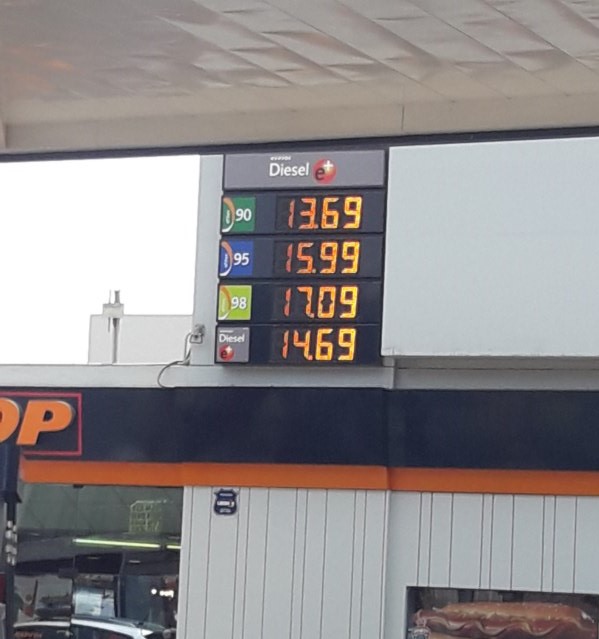 Diesel e+
90 13.69
95 15.99
98 17.09
Diesel e+ 14.69
OP